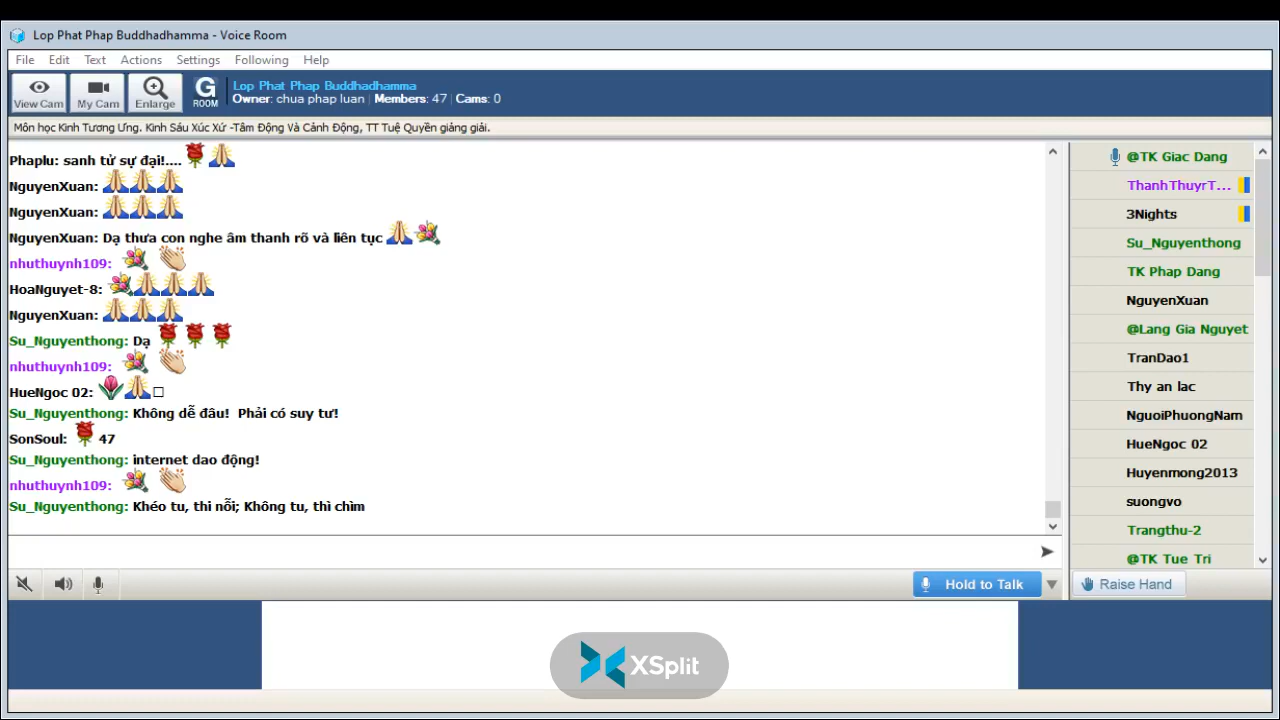 Lop Phat Phap Buddhadhamma - Voice Room
File Edit Text Actions Settings Following Help
View Cam My Cam Enlarge G ROOM
Lop Phat Phap Buddhadhamma
Owner: chua phap luan | Members: 47 | Cams: 0
Môn học Kinh Tương Ưng. Kinh Sáu Xúc Xứ -Tâm Động Và Cảnh Động, TT Tuệ Quyền giảng giải.
Phaplu: sanh tử sự đại!....
NguyenXuan:
NguyenXuan:
NguyenXuan: Dạ thưa con nghe âm thanh rõ và liên tục
nhuthuynh109:
HoaNguyet-8:
NguyenXuan:
Su_Nguyenthong: Dạ
nhuthuynh109:
HueNgoc 02:
Su_Nguyenthong: Không dễ đâu! Phải có suy tư!
SonSoul: 47
Su_Nguyenthong: internet dao động!
nhuthuynh109:
Su_Nguyenthong: Khéo tu, thi nỗi; Không tu, thì chìm
@TK Giac Dang
ThanhThuyrT...
3Nights
Su_Nguyenthong
TK Phap Dang
NguyenXuan
@Lang Gia Nguyet
TranDao1
Thy an lac
NguoiPhuongNam
HueNgoc 02
Huyenmong2013
suongvo
Trangthu-2
@TK Tue Tri
Hold to Talk
Raise Hand
XSplit